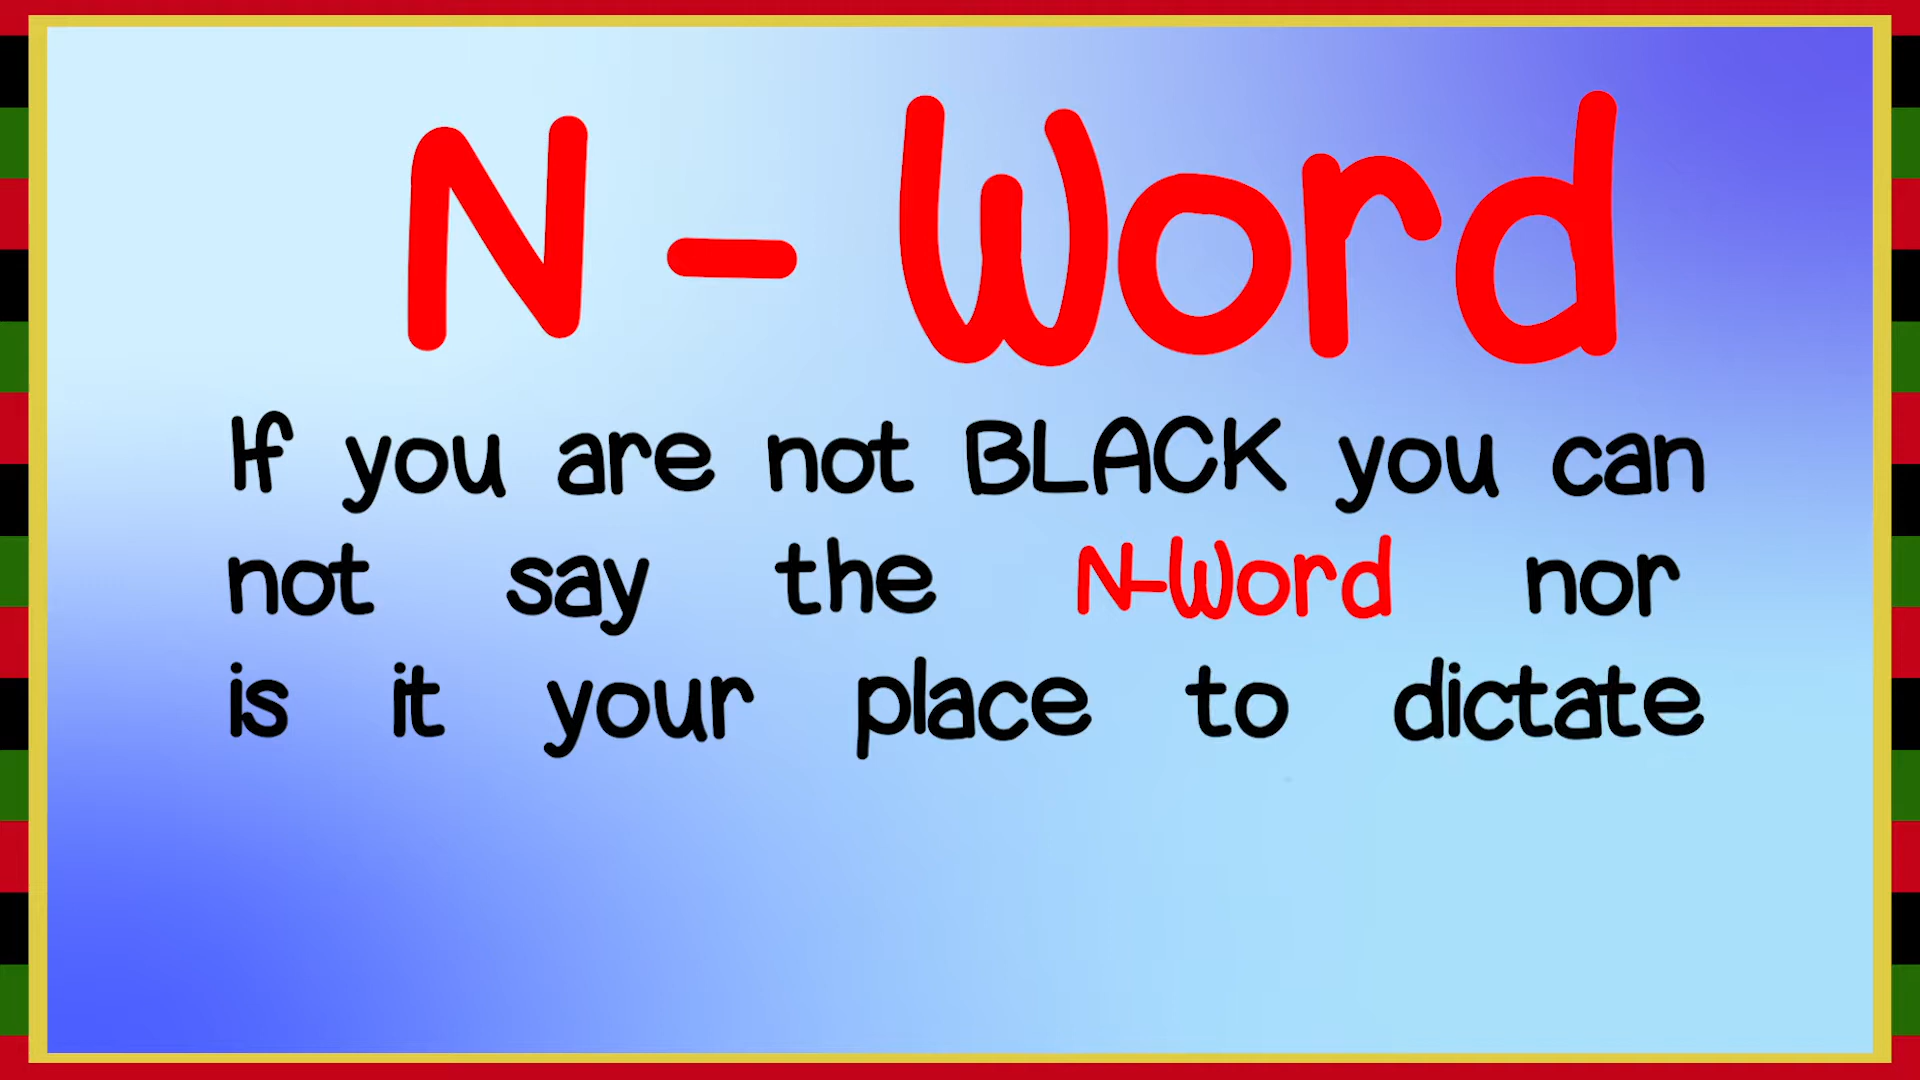 N - Word
If you are not BLACK you can
not say the N-Word nor
is it your place to dictate